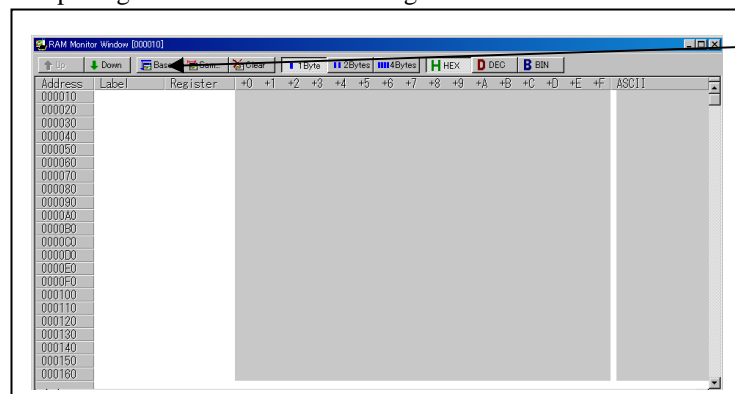 RAM Monitor Window [000010]
Up Down Base Clear 1Byte 2Bytes 4Bytes H HEX D DEC B BIN
Address Label Register +0 +1 +2 +3 +4 +5 +6 +7 +8 +9 +A +B +C +D +E +F ASCII
000010
000020
000030
000040
000050
000060
000070
000080
000090
0000A0
0000B0
0000C0
0000D0
0000E0
0000F0
000100
000110
000120
000130
000140
000150
000160